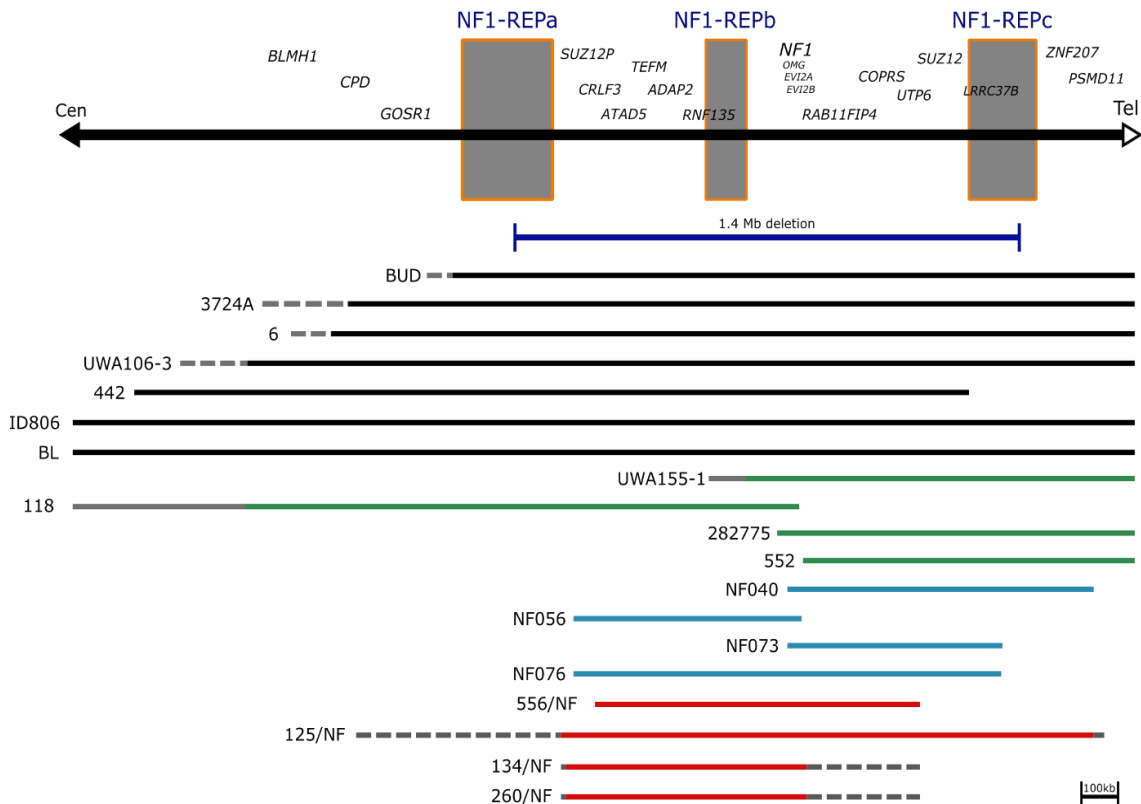 NF1-REPa NF1-REPb NF1-REPc
BLMH1
CPD
GOSR1
SUZ12P
CRLF3
ATAD5
TEFM
ADAP2
RNF135
NF1
OMG
EVI2A
EVI2B
RAB11FIP4
COPRS
UTP6
SUZ12
LRRC37B
ZNF207
PSMD11
Cen
Tel
1.4 Mb deletion
BUD
3724A
6
UWA106-3
442
ID806
BL
UWA155-1
118
282775
552
NF040
NF056
NF073
NF076
556/NF
125/NF
134/NF
260/NF
100kb